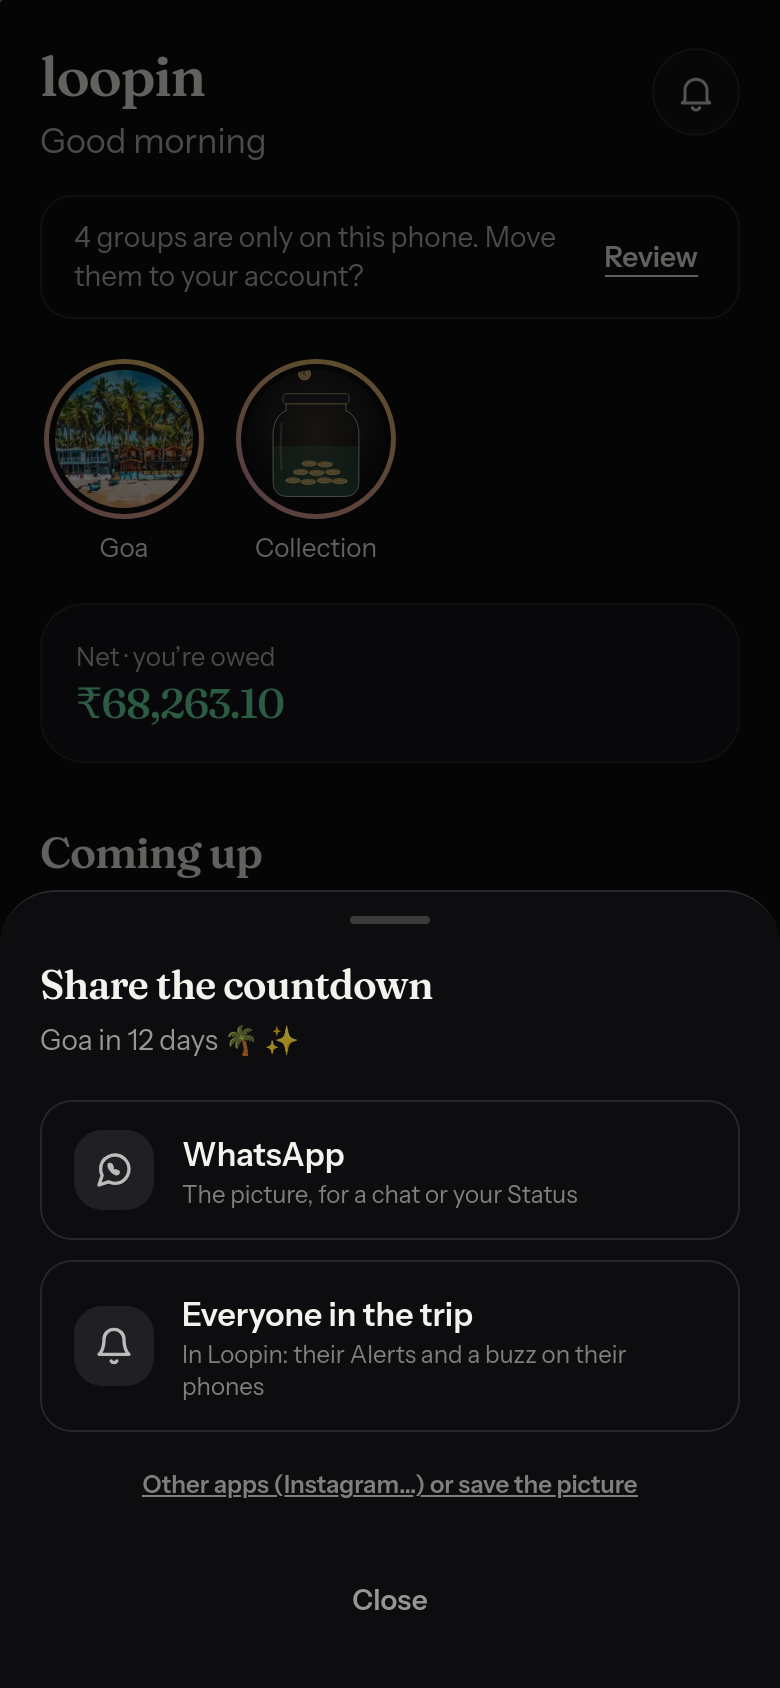 loopin
Good morning
4 groups are only on this phone. Move
them to your account?
Review
Goa
Collection
Net · you’re owed
₹68,263.10
Coming up
Share the countdown
Goa in 12 days 🌴 ✨
WhatsApp
The picture, for a chat or your Status
Everyone in the trip
In Loopin: their Alerts and a buzz on their
phones
Other apps (Instagram…) or save the picture
Close